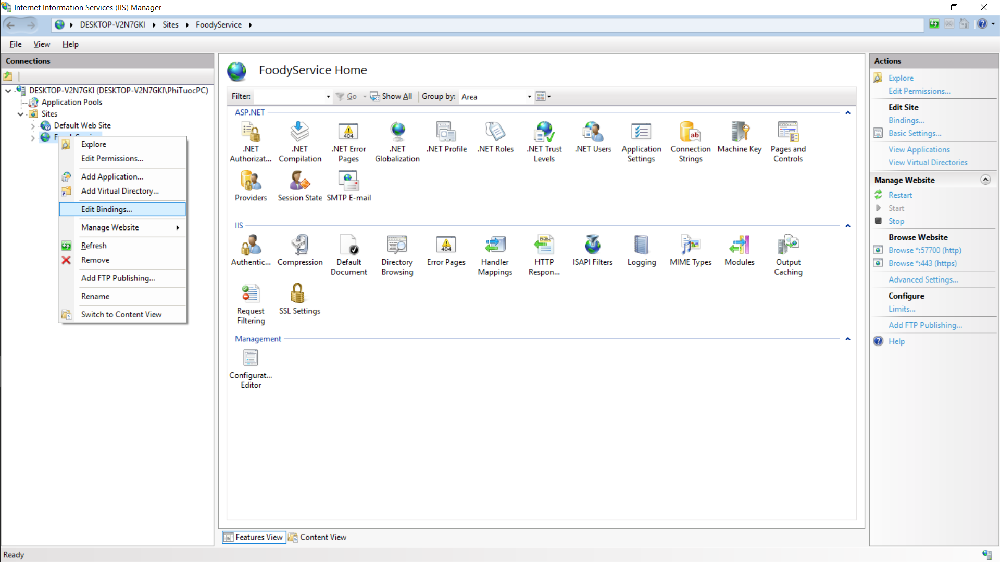 Internet Information Services (IIS) Manager
DESKTOP-V2N7GKI
Sites
FoodyService
File
View
Help
Connections
DESKTOP-V2N7GKI (DESKTOP-V2N7GKI\PhiTuocPC)
Application Pools
Sites
Default Web Site
Explore
Edit Permissions...
Add Application...
Add Virtual Directory...
Edit Bindings...
Manage Website
Refresh
Remove
Add FTP Publishing...
Rename
Switch to Content View
FoodyService Home
Filter:
Go
Show All
Group by:
Area
ASP.NET
.NET Authorizat...
.NET Compilation
.NET Error Pages
.NET Globalization
.NET Profile
.NET Roles
.NET Trust Levels
.NET Users
Application Settings
Connection Strings
Machine Key
Pages and Controls
Providers
Session State
SMTP E-mail
IIS
Authentic...
Compression
Default Document
Directory Browsing
Error Pages
Handler Mappings
HTTP Respon...
ISAPI Filters
Logging
MIME Types
Modules
Output Caching
Request Filtering
SSL Settings
Management
Configurat... Editor
Features View
Content View
Actions
Explore
Edit Permissions...
Edit Site
Bindings...
Basic Settings...
View Applications
View Virtual Directories
Manage Website
Restart
Start
Stop
Browse Website
Browse *:57700 (http)
Browse *:443 (https)
Advanced Settings...
Configure
Limits...
Add FTP Publishing...
Help
Ready